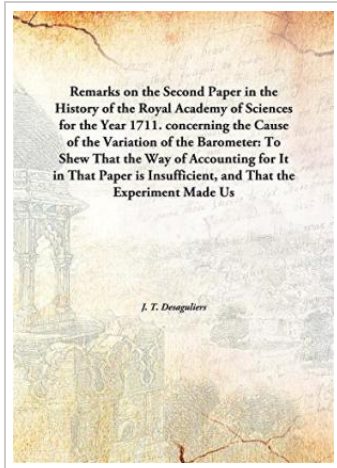 Remarks on the Second Paper in the
History of the Royal Academy of Sciences
for the Year 1711. concerning the Cause
of the Variation of the Barometer: To
Shew That the Way of Accounting for It
in That Paper is Insufficient, and That the
Experiment Made Us
J. T. Desaguliers